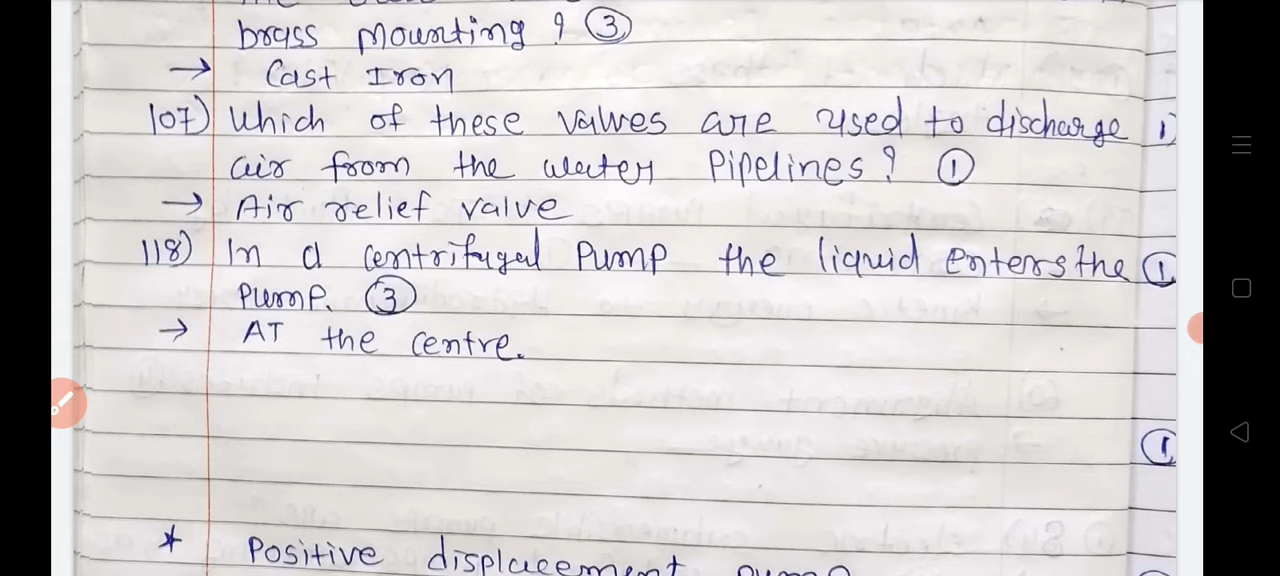 brass Mounting ? ③
→ Cast Iron
107) Which of these valves are used to discharge
air from the water Pipelines? ①
→ Air relief valve
118) In a centrifugal Pump the liquid enters the
Pump. ③
→ AT the centre.
* Positive displacement pump